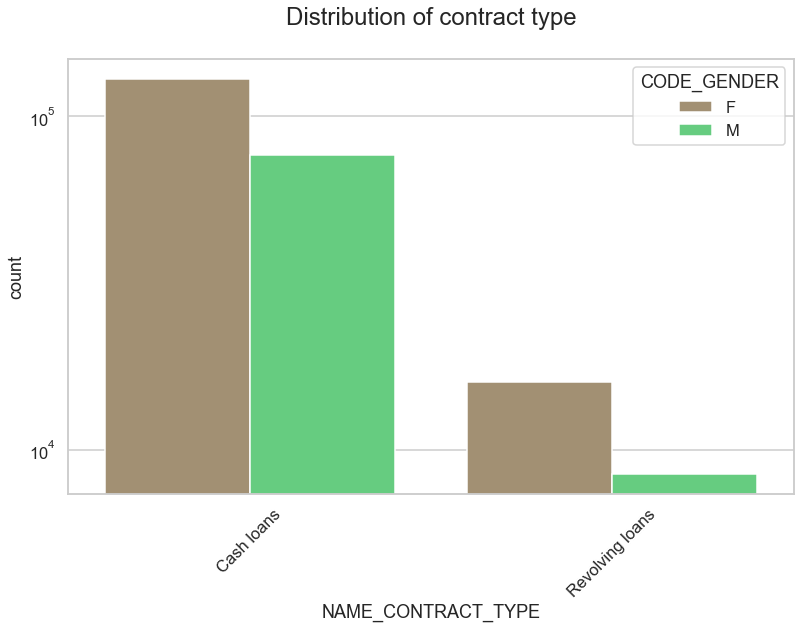 Distribution of contract type
CODE_GENDER
F
M
10^5
10^4
count
Cash loans
Revolving loans
NAME_CONTRACT_TYPE